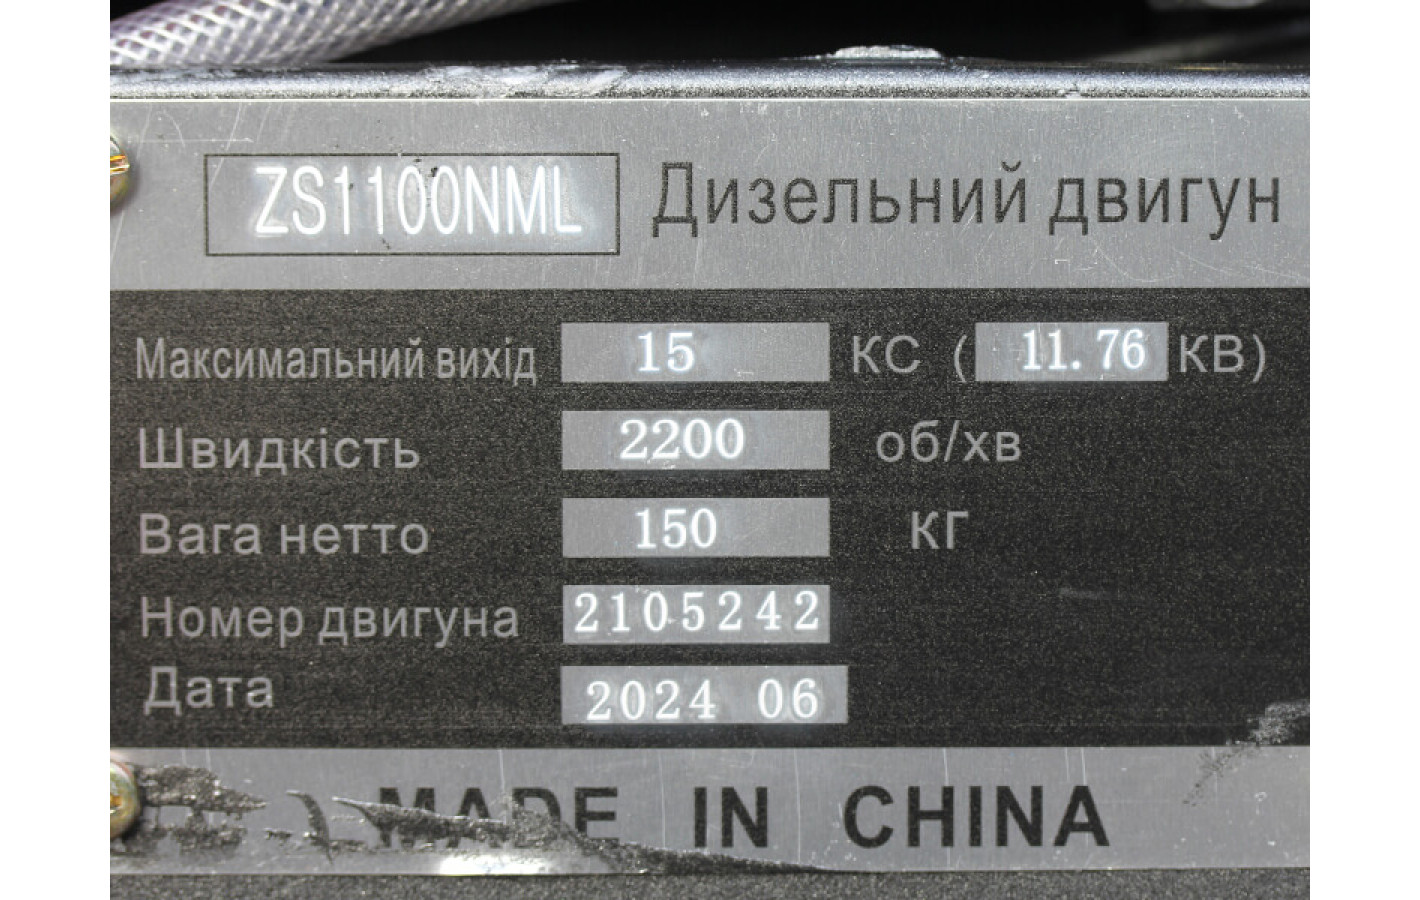 ZS1100NML Дизельний двигун
Максимальний вихід 15 КС (11.76 КВ)
Швидкість 2200 об/хв
Вага нетто 150 КГ
Номер двигуна 2105242
Дата 2024 06
MADE IN CHINA